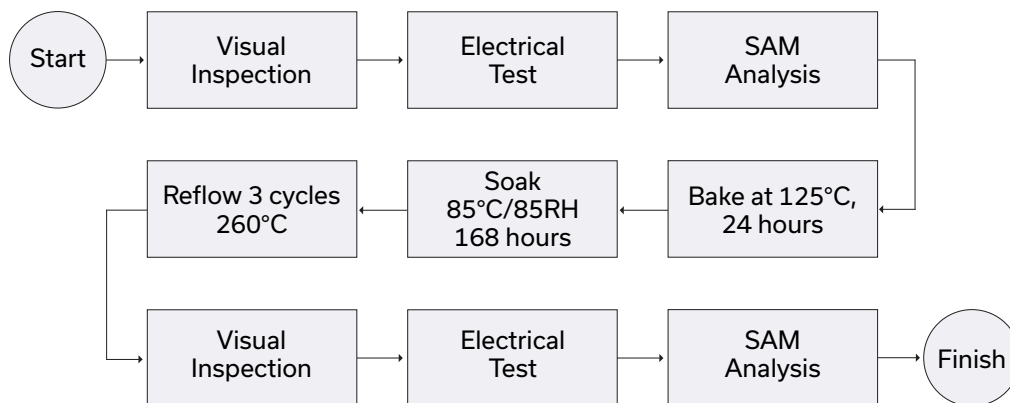 Start
Visual
Inspection
Electrical
Test
SAM
Analysis
Bake at 125°C,
24 hours
Soak
85°C/85RH
168 hours
Reflow 3 cycles
260°C
Visual
Inspection
Electrical
Test
SAM
Analysis
Finish